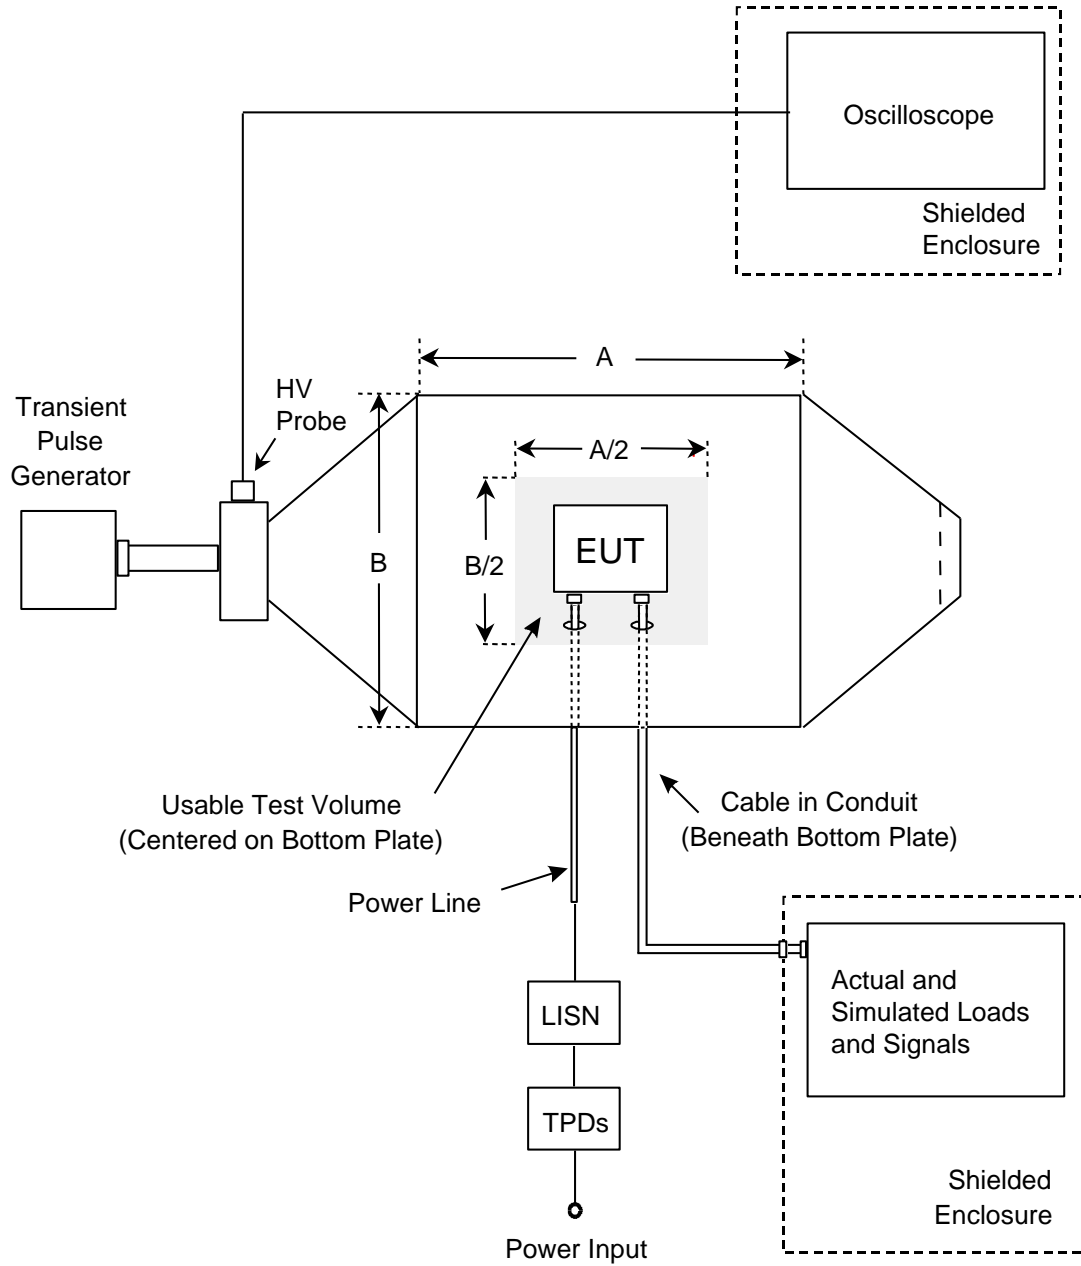 Oscilloscope
Shielded
Enclosure
A
HV
Probe
Transient
Pulse
Generator
A/2
B
B/2
EUT
Usable Test Volume
(Centered on Bottom Plate)
Cable in Conduit
(Beneath Bottom Plate)
Power Line
LISN
Actual and
Simulated Loads
and Signals
TPDs
Shielded
Enclosure
Power Input